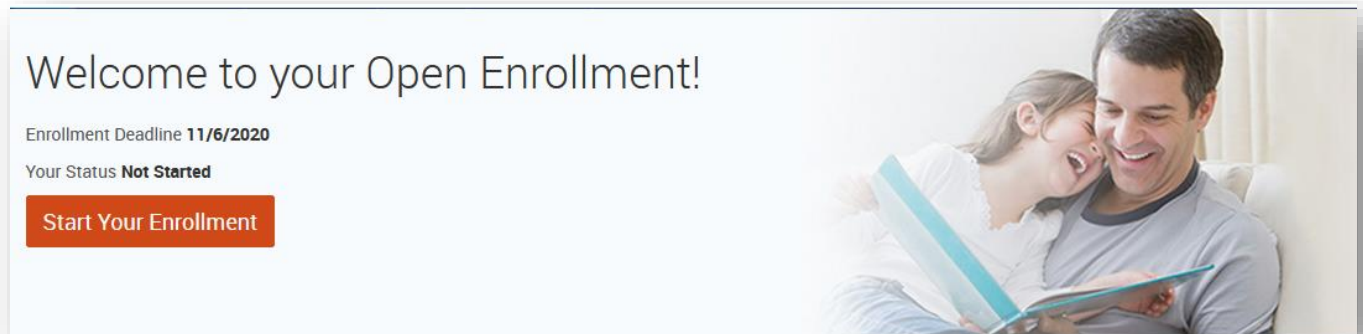 Welcome to your Open Enrollment!
Enrollment Deadline 11/6/2020
Your Status Not Started
Start Your Enrollment